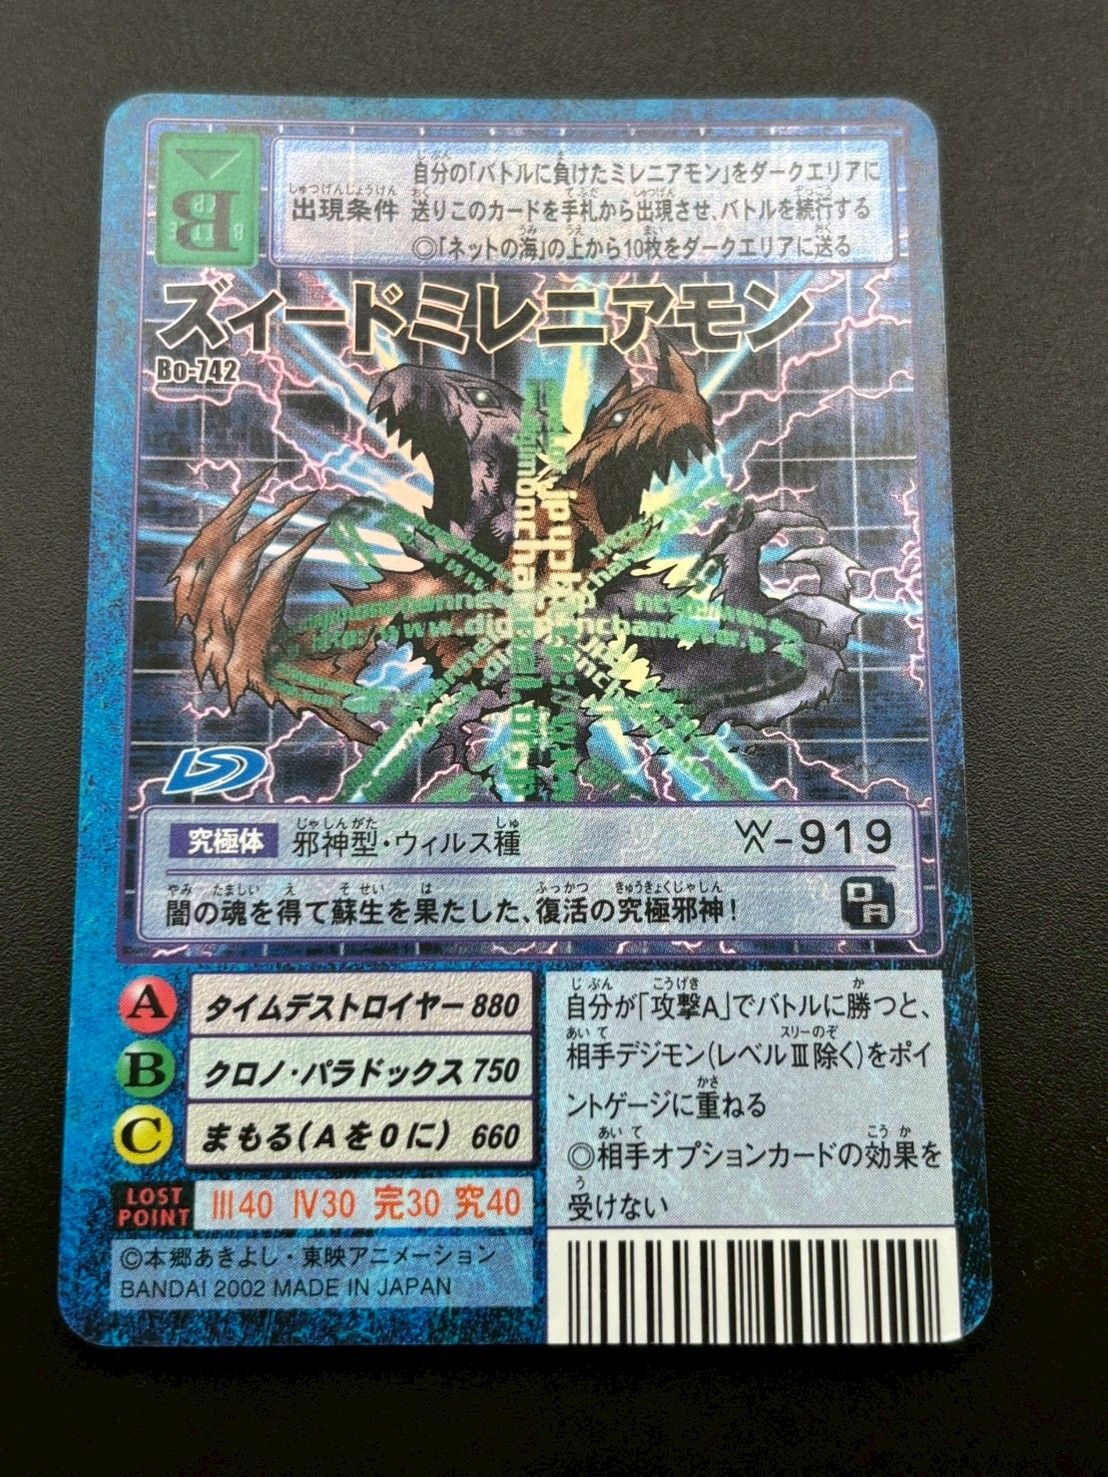 自分の「バトルに負けたミレニアモン」をダークエリアに
出現条件 送りこのカードを手札から出現させ、バトルを続行する
◎「ネットの海」の上から10枚をダークエリアに送る
B
ズィードミレニアモン
Bo-742
究極体 邪神型・ウィルス種 -919
闇の魂を得て蘇生を果たした、復活の究極邪神!
D
A
A タイムデストロイヤー 880
B クロノ・パラドックス 750
C まもる(Aを0に) 660
LOST POINT Ⅲ40 Ⅳ30 完30 究40
©本郷あきよし・東映アニメーション
BANDAI 2002 MADE IN JAPAN
自分が「攻撃A」でバトルに勝つと、
相手デジモン(レベルⅢ除く)をポイ
ントゲージに重ねる
◎相手オプションカードの効果を
受けない